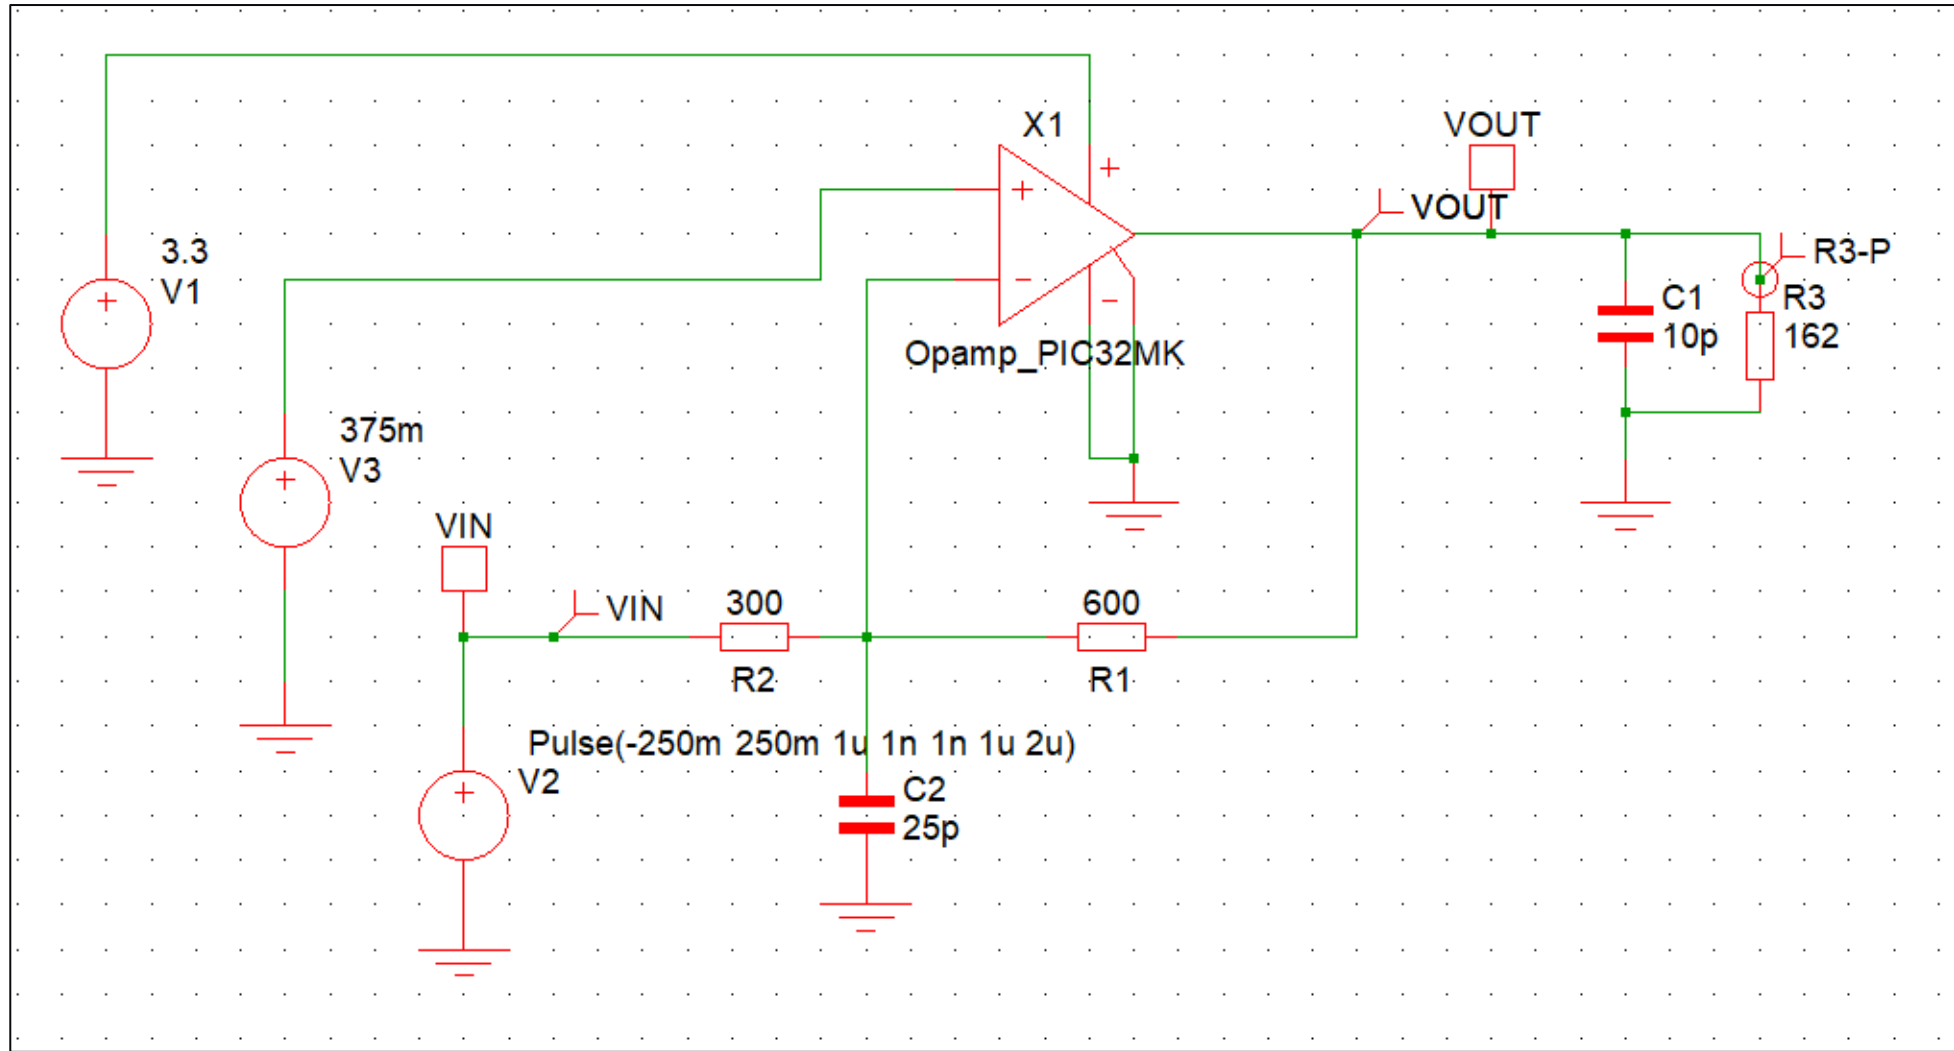 X1
+
VOUT
+
VOUT
3.3
V1
+
−
R3-P
C1
10p
R3
162
−
Opamp_PIC32MK
375m
V3
+
VIN
VIN
300
R2
600
R1
Pulse(-250m 250m 1u 1n 1n 1u 2u)
V2
+
C2
25p